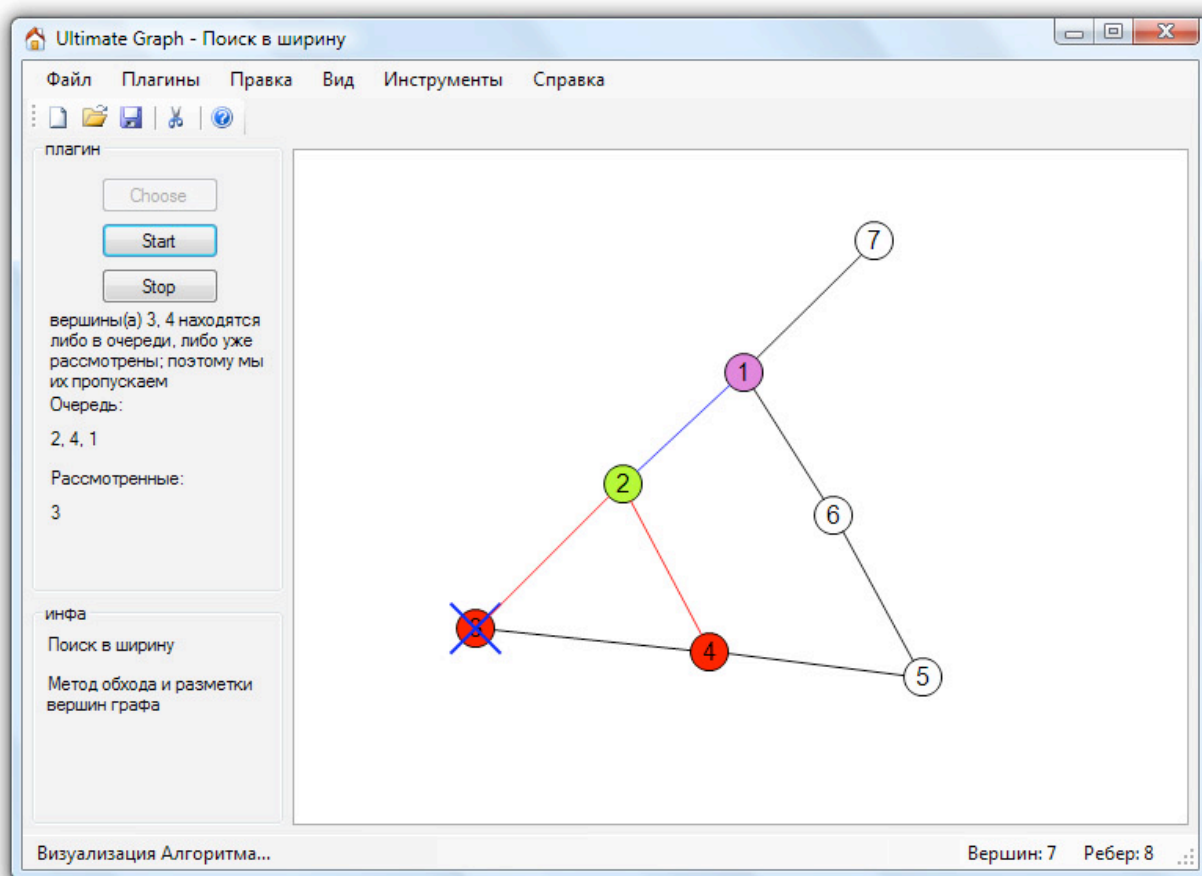 Ultimate Graph - Поиск в ширину
Файл Плагины Правка Вид Инструменты Справка
плагин
Choose
Start
Stop
вершины(а) 3, 4 находятся
либо в очереди, либо уже
рассмотрены; поэтому мы
их пропускаем
Очередь:
2, 4, 1
Рассмотренные:
3
инфа
Поиск в ширину
Метод обхода и разметки
вершин графа
7
1
2
6
3
4
5
Визуализация Алгоритма... Вершин: 7 Ребер: 8